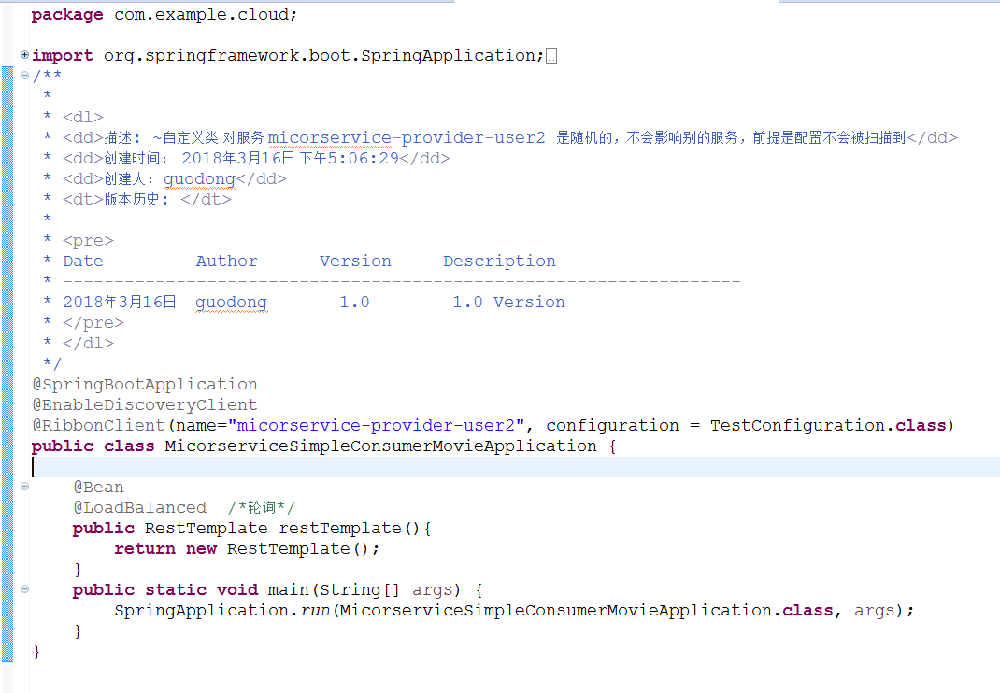 package com.example.cloud;
import org.springframework.boot.SpringApplication;
/**
 *
 * <dl>
 * <dd>描述: ~自定义类 对服务 micorservice-provider-user2 是随机的，不会影响别的服务，前提是配置不会被扫描到</dd>
 * <dd>创建时间: 2018年3月16日 下午5:06:29</dd>
 * <dd>创建人: guodong</dd>
 * <dt>版本历史: </dt>
 *
 * <pre>
 * Date         Author      Version     Description
 * ------------------------------------------------------------------
 * 2018年3月16日  guodong       1.0        1.0 Version
 * </pre>
 * </dl>
 */
@SpringBootApplication
@EnableDiscoveryClient
@RibbonClient(name="micorservice-provider-user2", configuration = TestConfiguration.class)
public class MicorserviceSimpleConsumerMovieApplication {
    @Bean
    @LoadBalanced  /*轮询*/
    public RestTemplate restTemplate(){
        return new RestTemplate();
    }
    public static void main(String[] args) {
        SpringApplication.run(MicorserviceSimpleConsumerMovieApplication.class, args);
    }
}